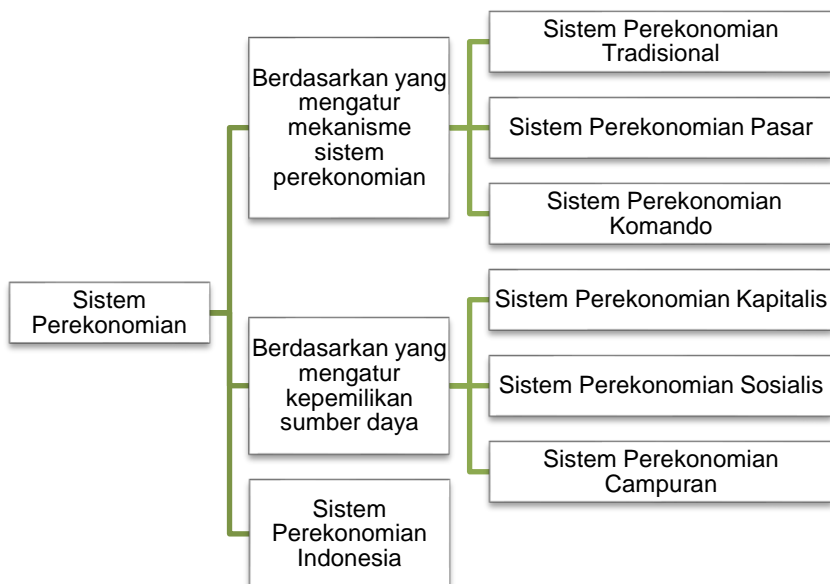 Sistem
Perekonomian
Berdasarkan yang
mengatur
mekanisme
sistem
perekonomian
Sistem Perekonomian
Tradisional
Sistem Perekonomian Pasar
Sistem Perekonomian
Komando
Berdasarkan yang
mengatur
kepemilikan
sumber daya
Sistem Perekonomian Kapitalis
Sistem Perekonomian Sosialis
Sistem Perekonomian
Campuran
Sistem
Perekonomian
Indonesia